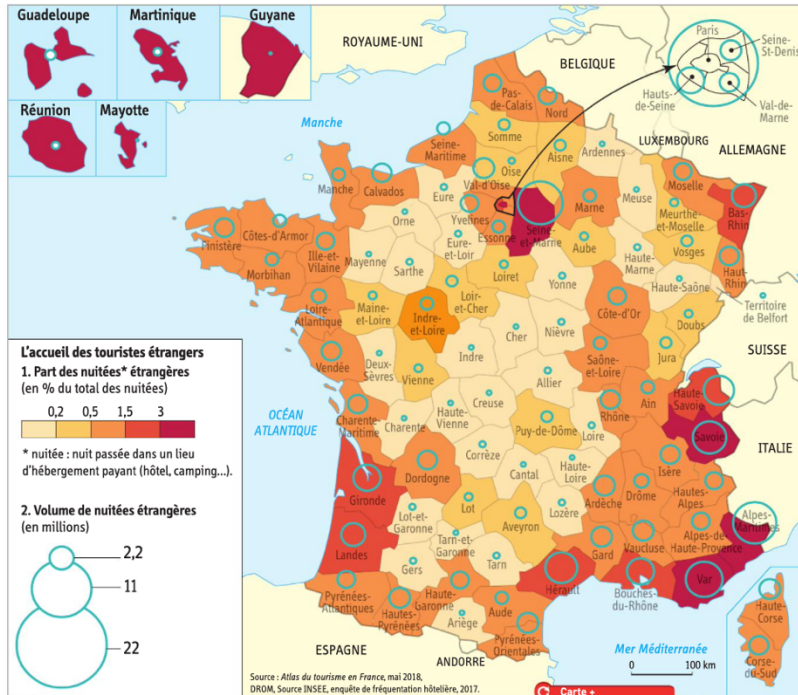 Guadeloupe
Martinique
Guyane
Réunion
Mayotte
ROYAUME-UNI
BELGIQUE
LUXEMBOURG
ALLEMAGNE
Manche
Paris
Seine-
St-Denis
Hauts-
de-Seine
Val-de-
Marne
Pas-
de-Calais
Nord
Somme
Seine-
Maritime
Oise
Aisne
Ardennes
Val-d'Oise
Manche
Calvados
Eure
Yvelines
Essonne
Seine-
et-Marne
Marne
Meuse
Moselle
Meurthe-
et-Moselle
Bas-
Rhin
Orne
Eure-
et-Loir
Finistère
Côtes-d'Armor
Ille-et-
Vilaine
Morbihan
Mayenne
Sarthe
Loiret
Aube
Haute-
Marne
Vosges
Haut-
Rhin
Haute-Saône
Territoire
de Belfort
Yonne
Loire-
Atlantique
Maine-
et-Loire
Indre-
et-Loire
Loir-
et-Cher
Cher
Nièvre
Côte-d'Or
Doubs
Jura
SUISSE
Vendée
Deux-
Sèvres
Vienne
Indre
Allier
Saône-
et-Loire
Ain
Haute-
Savoie
Savoie
ITALIE
OCÉAN
ATLANTIQUE
Charente-
Maritime
Charente
Haute-
Vienne
Creuse
Puy-de-Dôme
Loire
Rhône
Isère
Corrèze
Cantal
Haute-
Loire
Gironde
Dordogne
Lot
Ardèche
Drôme
Hautes-
Alpes
Landes
Lot-et-
Garonne
Tarn-et-
Garonne
Aveyron
Lozère
Gard
Vaucluse
Alpes-de-
Haute-Provence
Alpes-
Maritimes
Gers
Tarn
Hérault
Bouches-
du-Rhône
Var
Pyrénées-
Atlantiques
Hautes-
Pyrénées
Haute-
Garonne
Ariège
Aude
Pyrénées-
Orientales
Haute-
Corse
Corse-
du-Sud
ESPAGNE
ANDORRE
Mer Méditerranée
0
100 km
L'accueil des touristes étrangers
1. Part des nuitées* étrangères
(en % du total des nuitées)
0,2 0,5 1,5 3
* nuitée : nuit passée dans un lieu
d'hébergement payant (hôtel, camping...).
2. Volume de nuitées étrangères
(en millions)
2,2
11
22
Source : Atlas du tourisme en France, mai 2018,
DROM, Source INSEE, enquête de fréquentation hôtelière, 2017.
Carte +